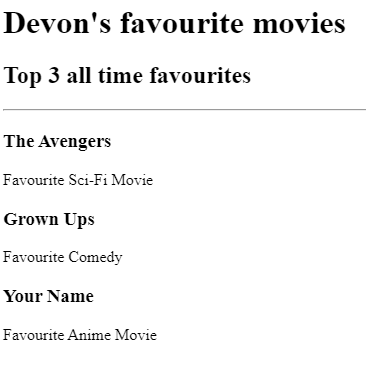 Devon's favourite movies
Top 3 all time favourites
The Avengers
Favourite Sci-Fi Movie
Grown Ups
Favourite Comedy
Your Name
Favourite Anime Movie